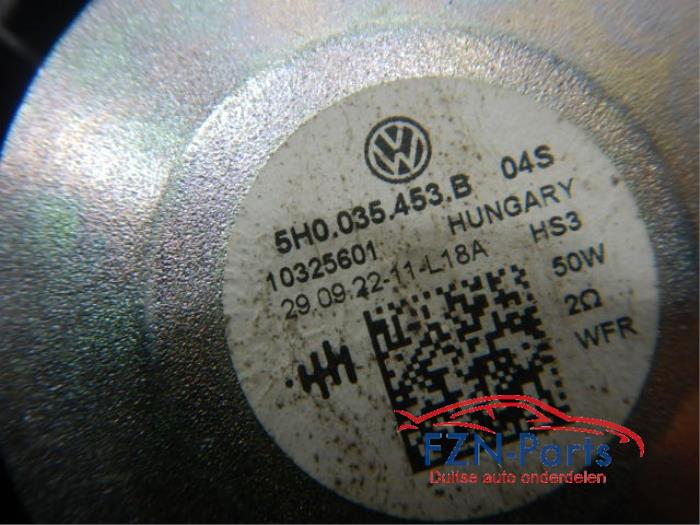 5H0.035.453.B 04S
10325601 HUNGARY
29.09.22-11-L18A HS3
50W
2Ω
WFR
FZN-Parts
Duitse auto onderdelen